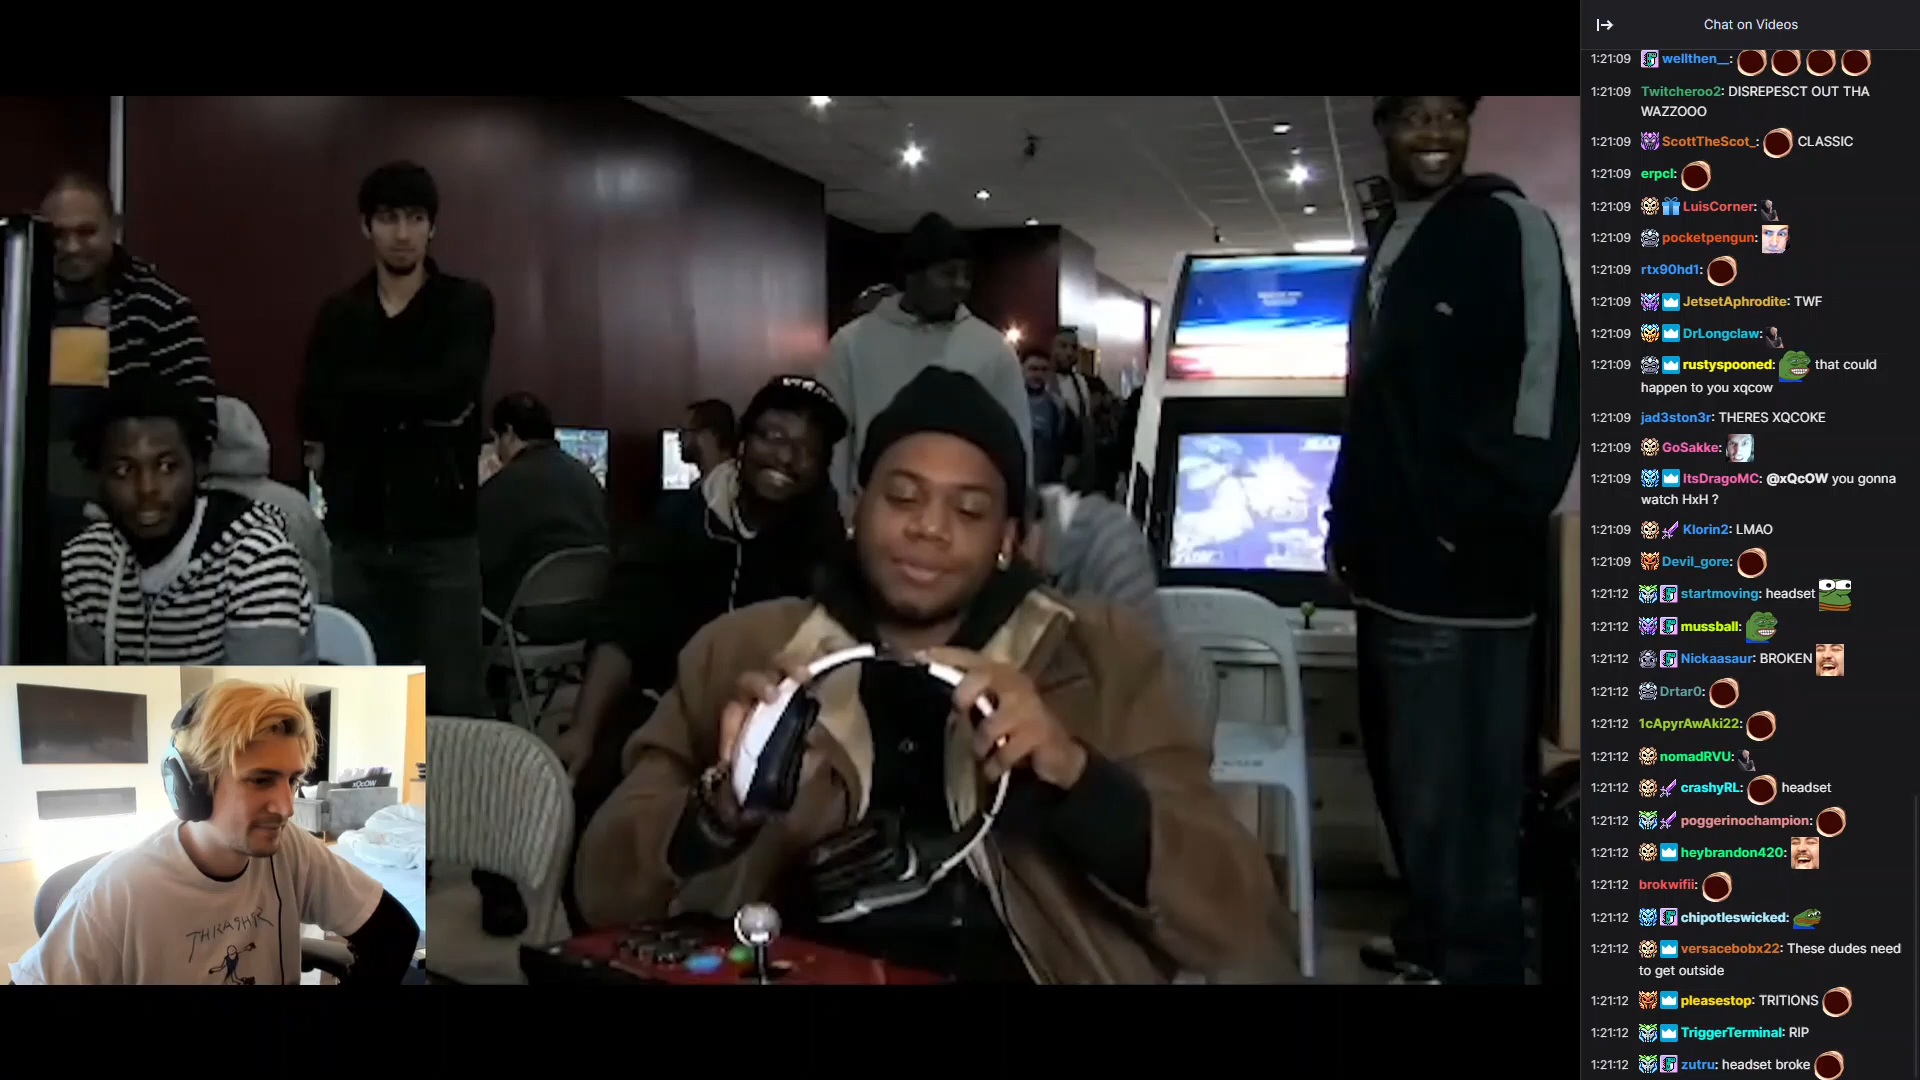 Chat on Videos
1:21:09 wellthen__:
1:21:09 Twitcheroo2: DISREPESCT OUT THA
WAZZOOO
1:21:09 ScottTheScot_: CLASSIC
1:21:09 erpcl:
1:21:09 LuisCorner:
1:21:09 pocketpengun:
1:21:09 rtx90hd1:
1:21:09 JetsetAphrodite: TWF
1:21:09 DrLongclaw:
1:21:09 rustyspooned: that could
happen to you xqcow
1:21:09 jad3ston3r: THERES XQCOKE
1:21:09 GoSakke:
1:21:09 ItsDragoMC: @xQcOW you gonna
watch HxH ?
1:21:09 Klorin2: LMAO
1:21:09 Devil_gore:
1:21:12 startmoving: headset
1:21:12 mussball:
1:21:12 Nickaasaur: BROKEN
1:21:12 Drtar0:
1:21:12 1cApyrAwAki22:
1:21:12 nomadRVU:
1:21:12 crashyRL: headset
1:21:12 poggerinochampion:
1:21:12 heybrandon420:
1:21:12 brokwifii:
1:21:12 chipotleswicked:
1:21:12 versacebobx22: These dudes need
to get outside
1:21:12 pleasestop: TRITIONS
1:21:12 TriggerTerminal: RIP
1:21:12 zutru: headset broke
xQcOW
THRASHER